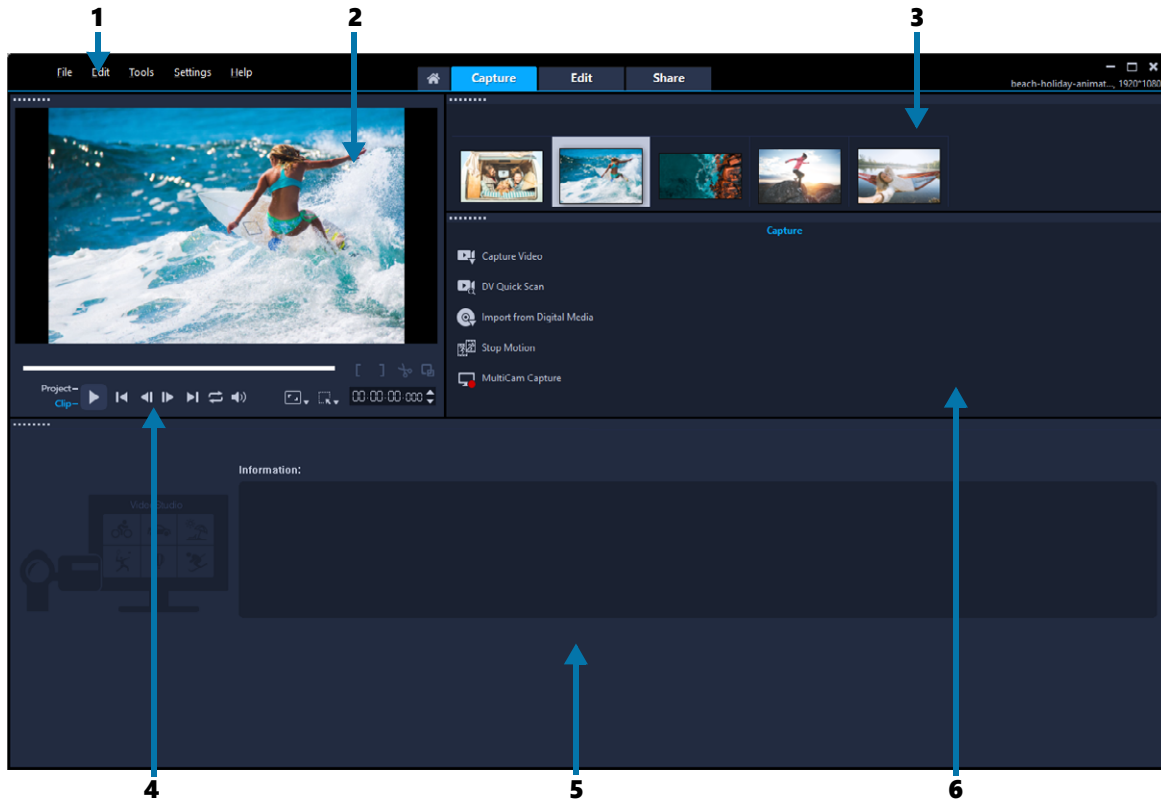 1 2 3
File Edit Tools Settings Help
Capture Edit Share
beach-holiday-animat..., 1920*1080
Capture
Capture Video
DV Quick Scan
Import from Digital Media
Stop Motion
MultiCam Capture
Project
Clip
00:00:00:000
Information:
VideoStudio
4 5 6